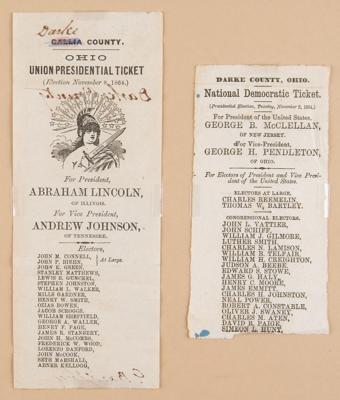 Darke
GALLIA COUNTY.
OHIO
UNION PRESIDENTIAL TICKET
(Election November 8, 1864.)
For President,
ABRAHAM LINCOLN,
OF ILLINOIS.
For Vice President,
ANDREW JOHNSON,
OF TENNESSEE.
Electors,
JOHN M. CONNELL,
JOHN P. BIEHN, } At Large.
JOHN K. GREEN,
STANLEY MATTHEWS,
LEWIS B. GUNCKEL,
STEPHEN JOHNSTON,
WILLIAM L. WALKER,
MILLS GARDNER,
HENRY W. SMITH,
OZIAS BOWEN,
JACOB SCROGGS,
WILLIAM SHEFFIELD,
GEORGE A. WALLER,
HENRY F. PAGE,
JAMES R. STANBERY,
JOHN H. McCOMBS,
FREDERICK W. WOOD,
LORENZO DANFORD,
JOHN McCOOK,
SETH MARSHALL,
ABNER KELLOGG,
DARKE COUNTY, OHIO.
National Democratic Ticket.
(Presidential Election, Tuesday, November 8, 1864.)
For President of the United States,
GEORGE B. McCLELLAN,
OF NEW JERSEY.
For Vice-President,
GEORGE H. PENDLETON,
OF OHIO.
For Electors of President and Vice President of the United States.
ELECTORS AT LARGE,
CHARLES REEMELIN,
THOMAS W. BARTLEY.
CONGRESSIONAL ELECTORS,
JOHN L. VATTIER,
JOHN SCHIFF,
WILLIAM J. GILMORE,
LUTHER SMITH,
CHARLES N. LAMISON,
WILLIAM B. TELFAIR,
WILLIAM H. CREIGHTON,
JUDSON A. BEEBE,
EDWARD S. STOWE,
JAMES G. HALY,
HENRY C. MOORE,
JAMES EMMITT,
CHARLES H. JOHNSTON,
NEAL POWER,
ROBERT A. CONSTABLE,
OLIVER J. SWANEY,
CHARLES M. ATEN,
DAVID R. PAIGE,
SIMEON L. HUNT,